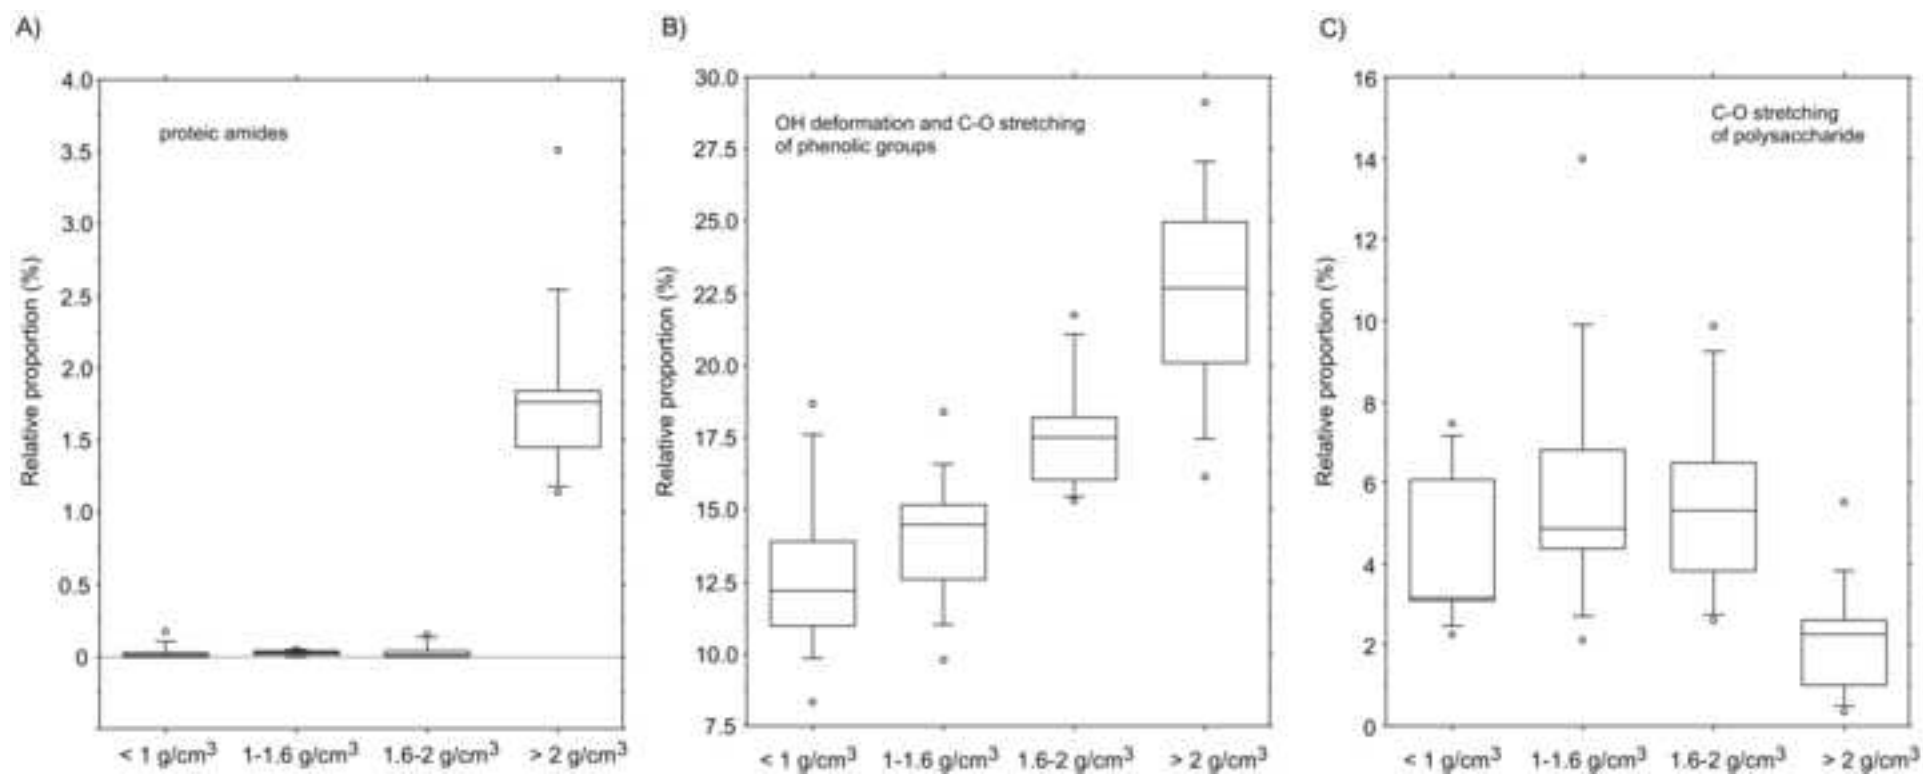 A)
4.0
3.5
3.0
2.5
2.0
1.5
1.0
0.5
0
Relative proportion (%)
proteic amides
< 1 g/cm³
1-1.6 g/cm³
1.6-2 g/cm³
> 2 g/cm³
B)
30.0
27.5
25.0
22.5
20.0
17.5
15.0
12.5
10.0
7.5
Relative proportion (%)
OH deformation and C-O stretching
of phenolic groups
< 1 g/cm³
1-1.6 g/cm³
1.6-2 g/cm³
> 2 g/cm³
C)
16
14
12
10
8
6
4
2
0
Relative proportion (%)
C-O stretching
of polysaccharide
< 1 g/cm³
1-1.6 g/cm³
1.6-2 g/cm³
> 2 g/cm³